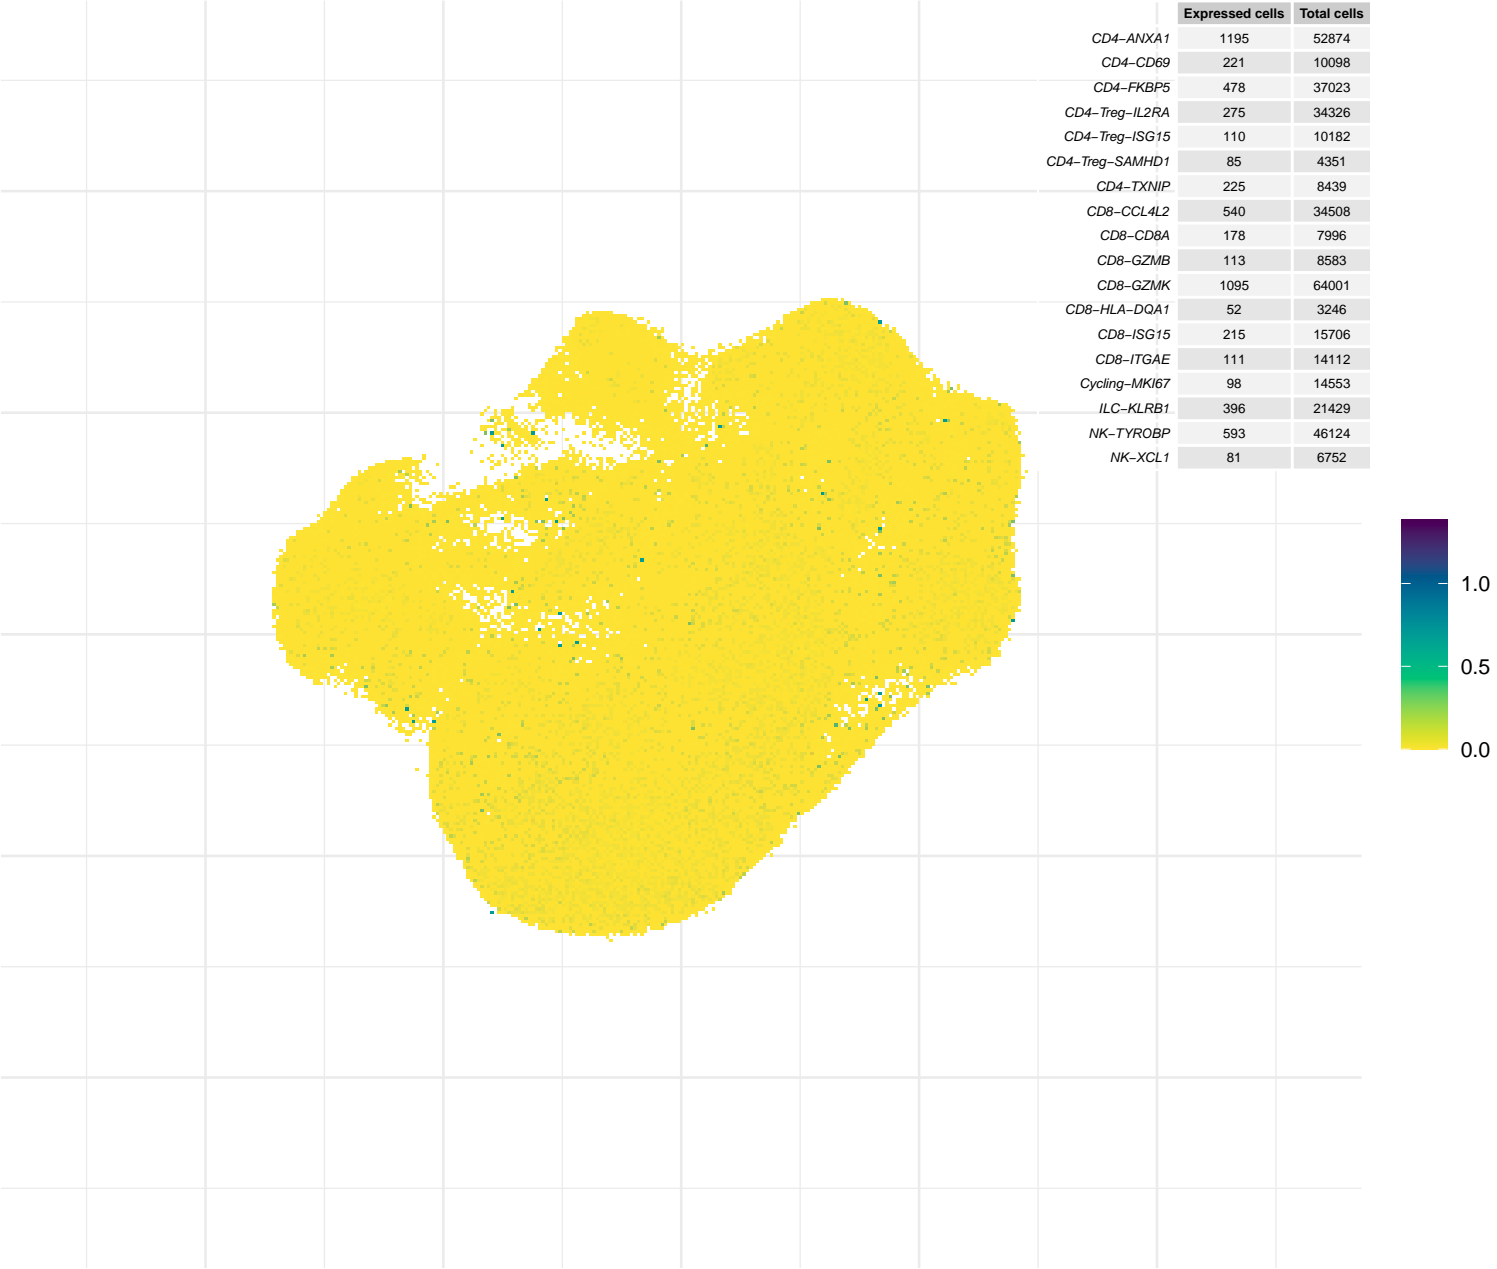 Expressed cells Total cells
CD4−ANXA1 1195 52874
CD4−CD69 221 10098
CD4−FKBP5 478 37023
CD4−Treg−IL2RA 275 34326
CD4−Treg−ISG15 110 10182
CD4−Treg−SAMHD1 85 4351
CD4−TXNIP 225 8439
CD8−CCL4L2 540 34508
CD8−CD8A 178 7996
CD8−GZMB 113 8583
CD8−GZMK 1095 64001
CD8−HLA−DQA1 52 3246
CD8−ISG15 215 15706
CD8−ITGAE 111 14112
Cycling−MKI67 98 14553
ILC−KLRB1 396 21429
NK−TYROBP 593 46124
NK−XCL1 81 6752
1.0
0.5
0.0